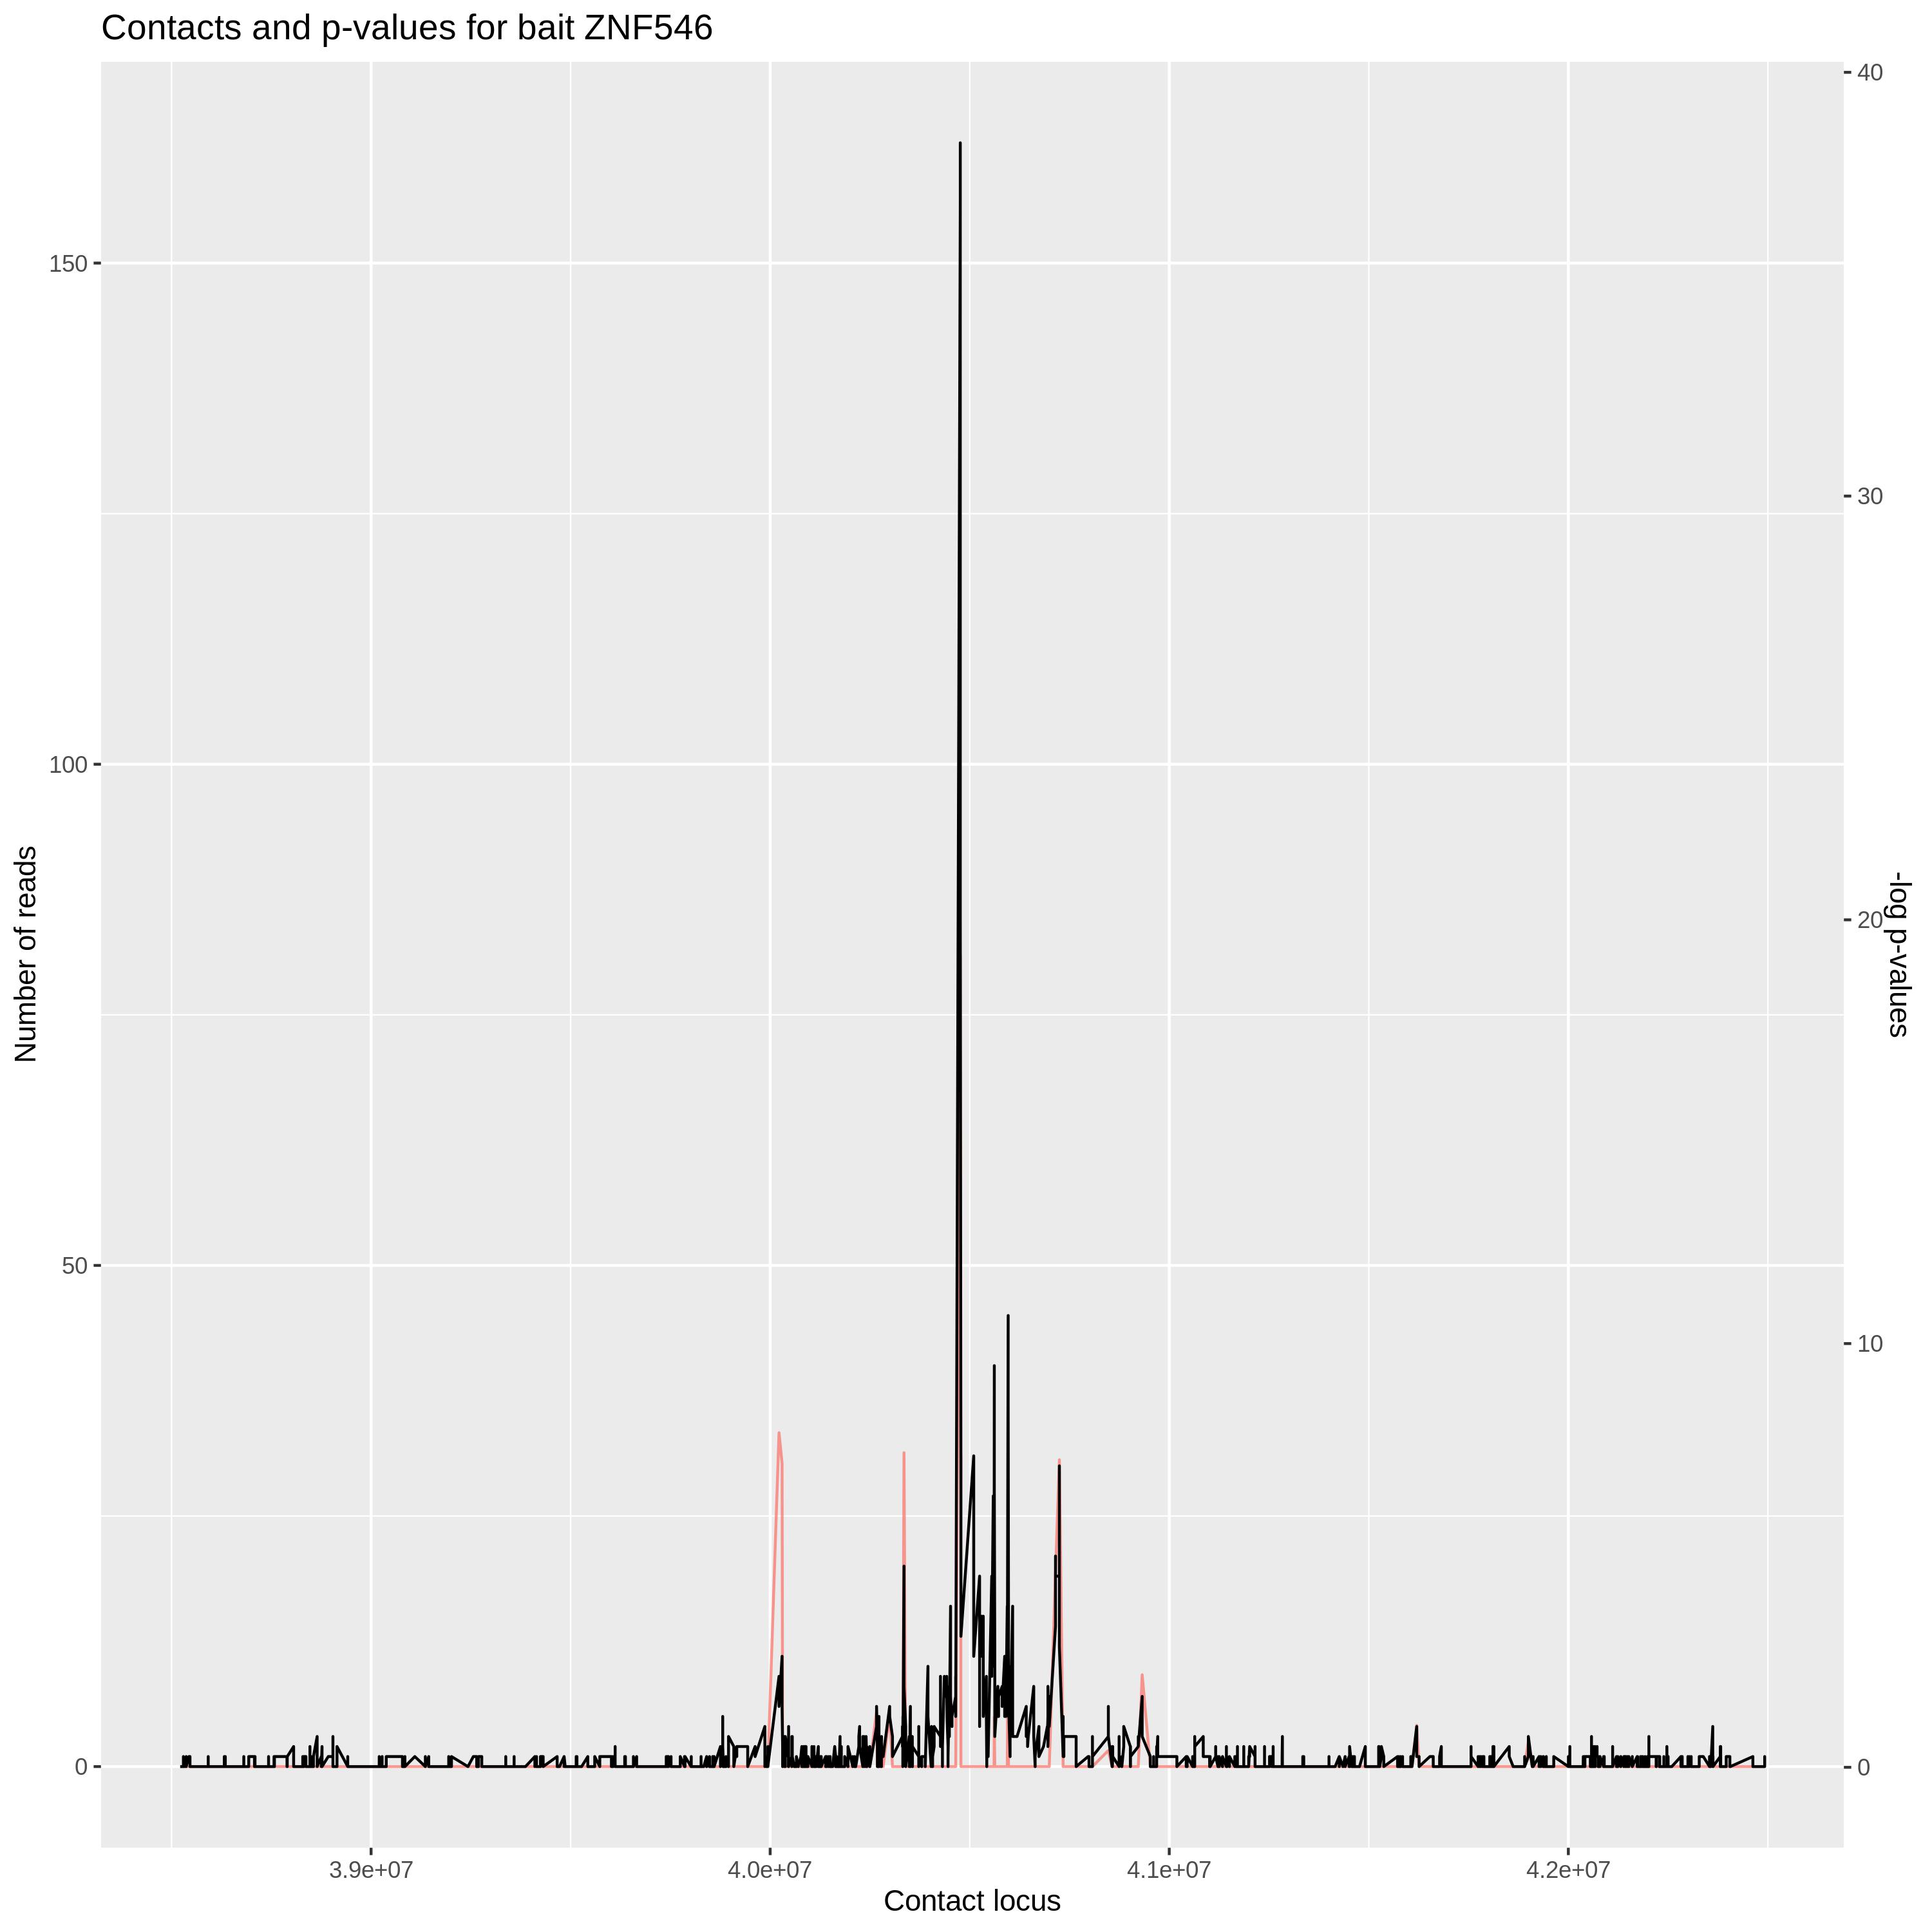 Contacts and p-values for bait ZNF546
150
100
50
0
Number of reads
40
30
20
10
0
-log p-values
3.9e+07
4.0e+07
4.1e+07
4.2e+07
Contact locus